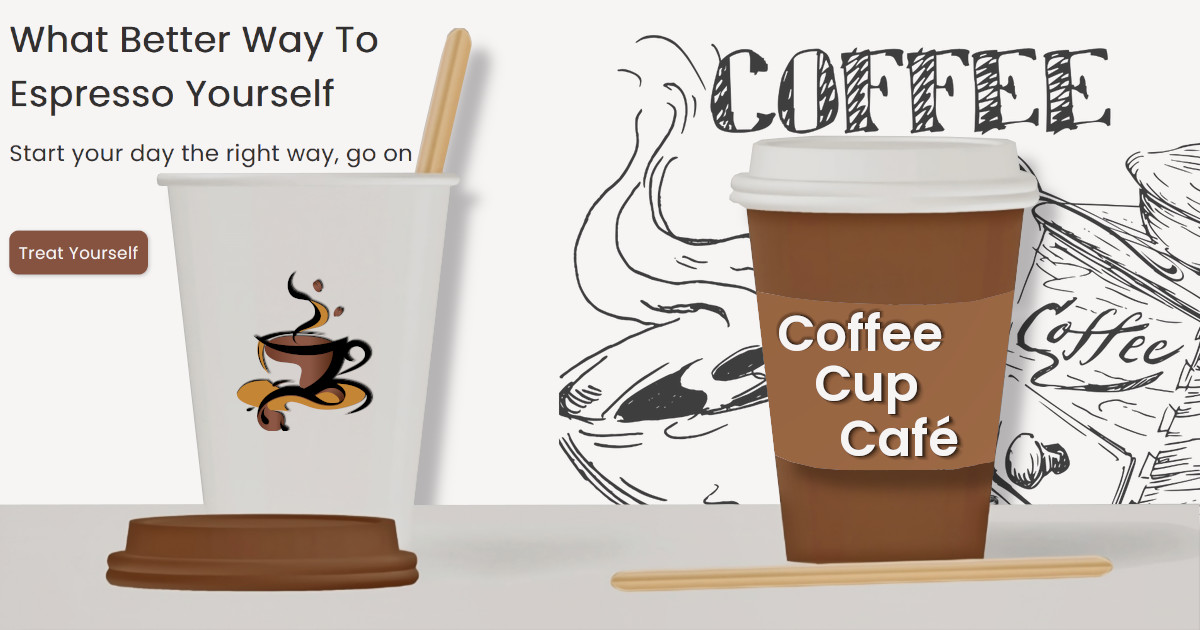 What Better Way To
Espresso Yourself
Start your day the right way, go on
Treat Yourself
COFFEE
Coffee
Cup
Café
Coffee